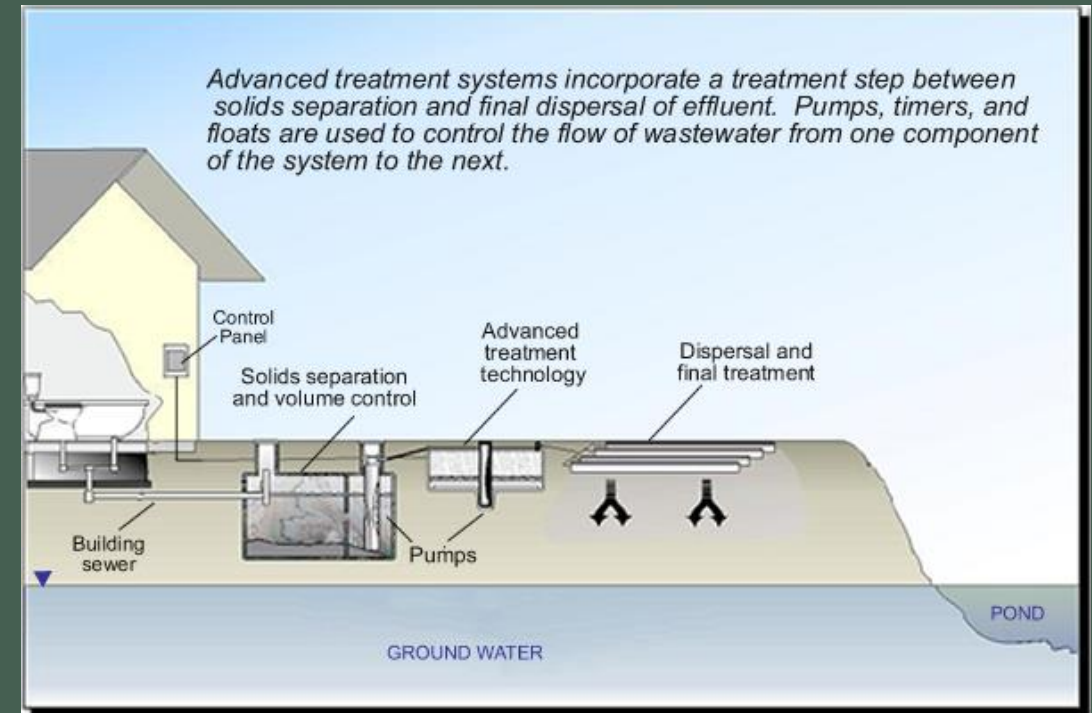 Advanced treatment systems incorporate a treatment step between
solids separation and final dispersal of effluent. Pumps, timers, and
floats are used to control the flow of wastewater from one component
of the system to the next.
Control
Panel
Solids separation
and volume control
Advanced
treatment
technology
Dispersal and
final treatment
Building
sewer
Pumps
POND
GROUND WATER